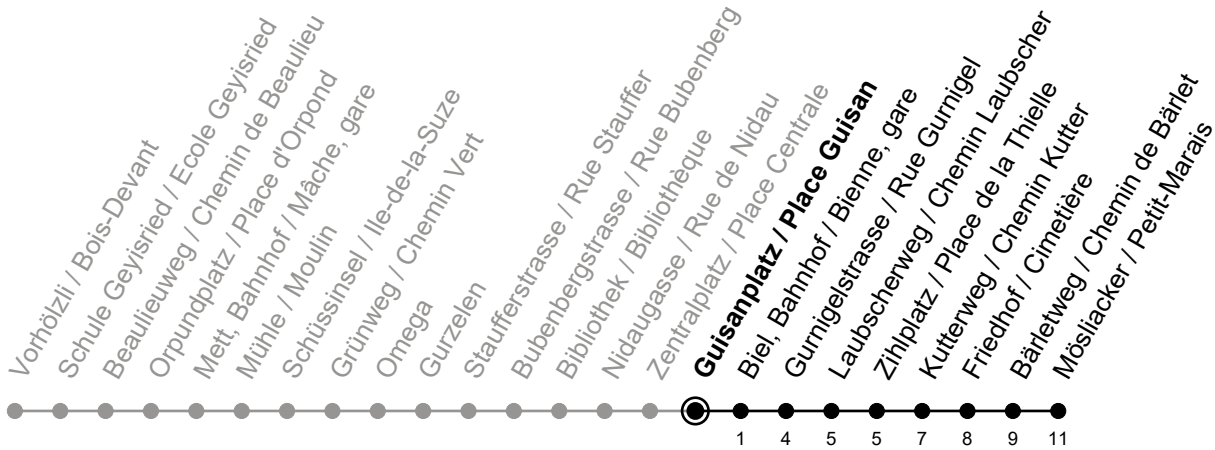 Vorhölzli / Bois-Devant
Schule Geyisried / Ecole Geyisried
Beaulieuweg / Chemin de Beaulieu
Orpundplatz / Place d'Orpond
Mett, Bahnhof / Mâche, gare
Mühle / Moulin
Schüssinsel / Ile-de-la-Suze
Grünweg / Chemin Vert
Omega
Gurzelen
Staufferstrasse / Rue Stauffer
Bubenbergstrasse / Rue Bubenberg
Bibliothek / Bibliothèque
Nidaugasse / Rue de Nidau
Zentralplatz / Place Centrale
Guisanplatz / Place Guisan
Biel, Bahnhof / Bienne, gare
Gurnigelstrasse / Rue Gurnigel
Laubscherweg / Chemin Laubscher
Zihlplatz / Place de la Thielle
Kutterweg / Chemin Kutter
Friedhof / Cimetière
Bärletweg / Chemin de Bärlet
Mösliacker / Petit-Marais
1 4 5 5 7 8 9 11